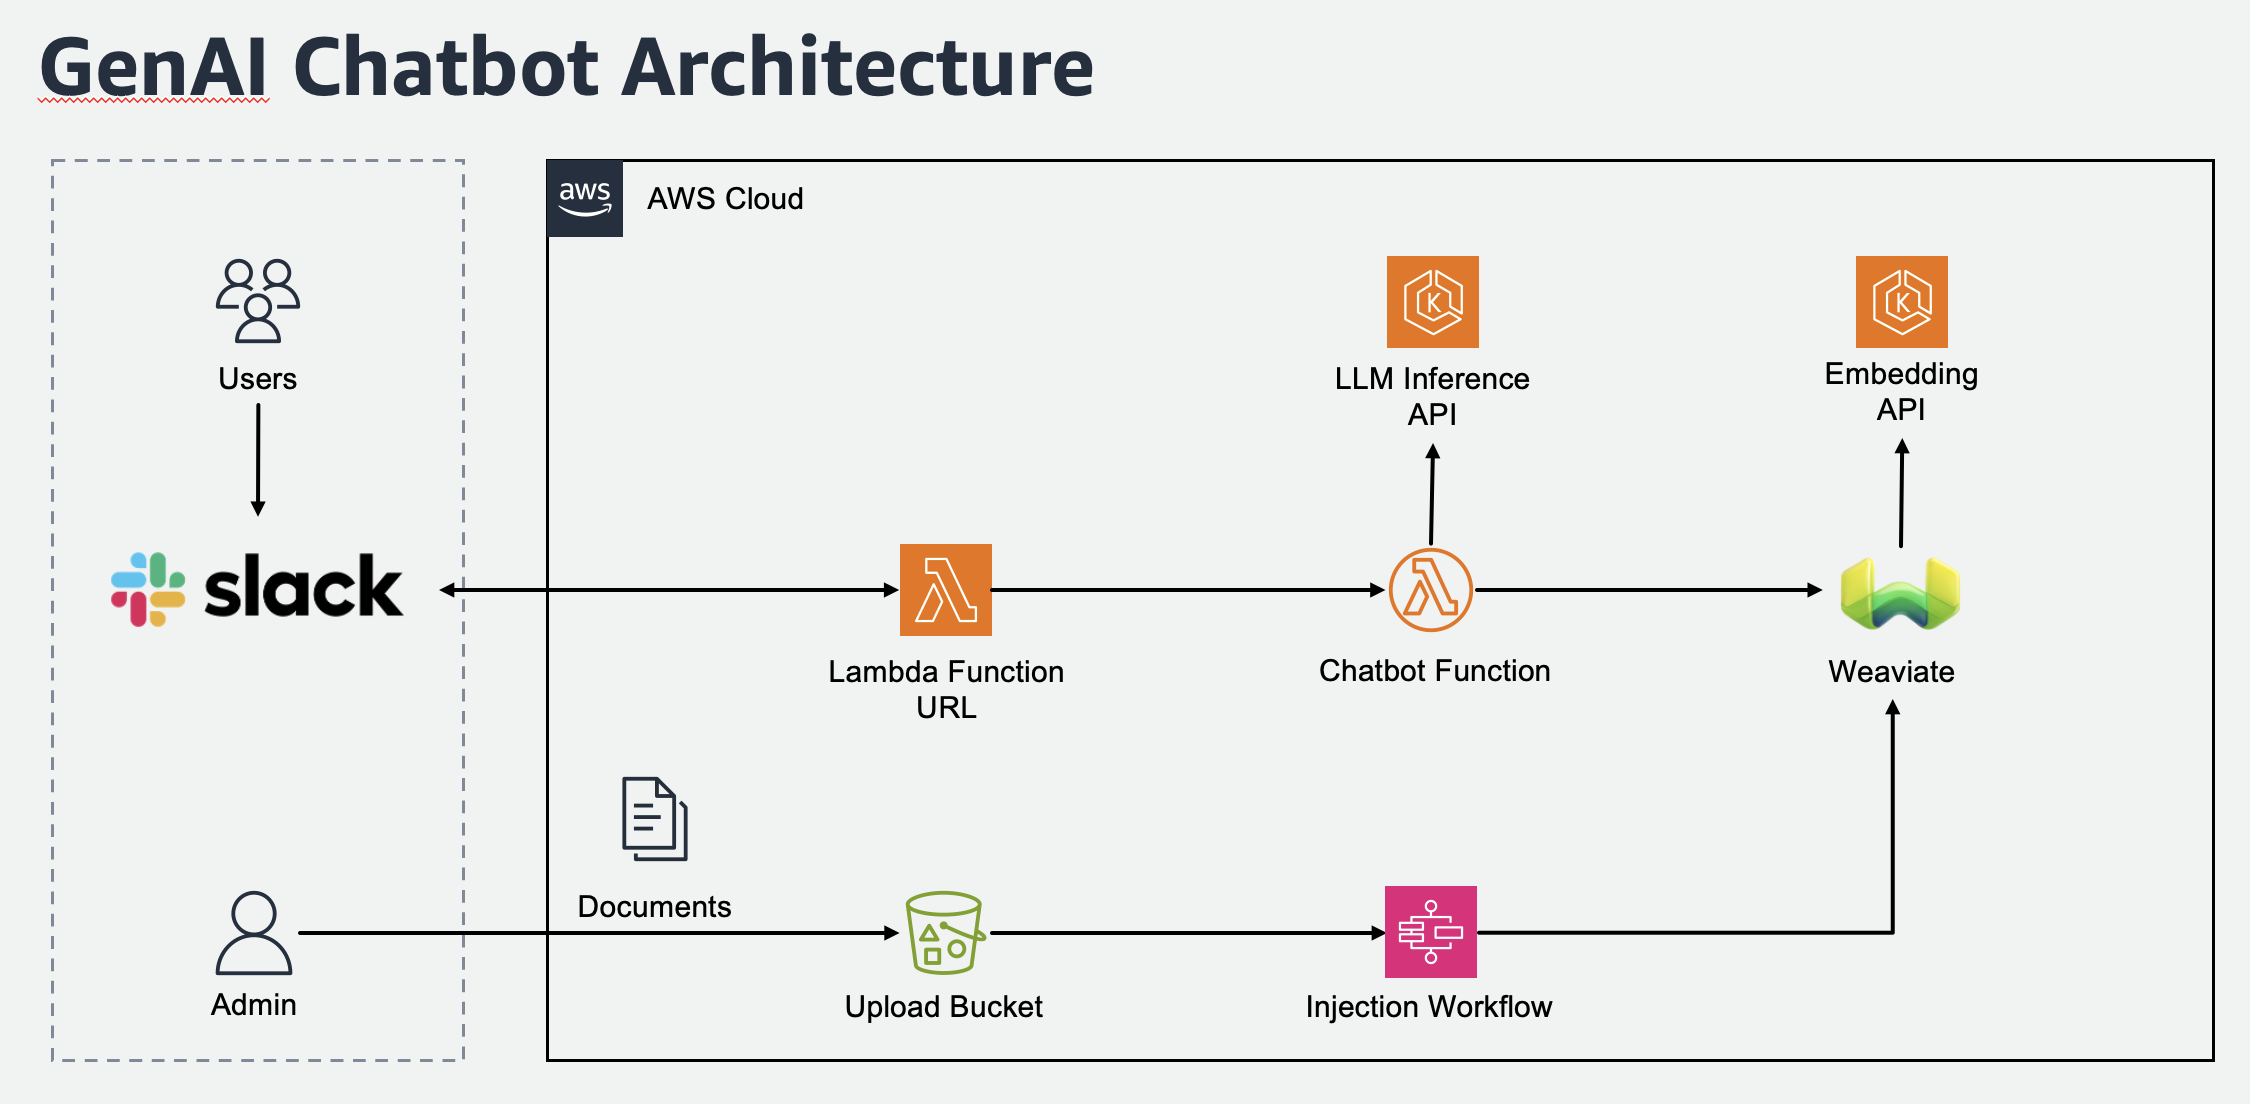 GenAI Chatbot Architecture
aws
AWS Cloud
Users
K
LLM Inference
API
K
Embedding
API
slack
Lambda Function
URL
Chatbot Function
Weaviate
Documents
Admin
Upload Bucket
Injection Workflow